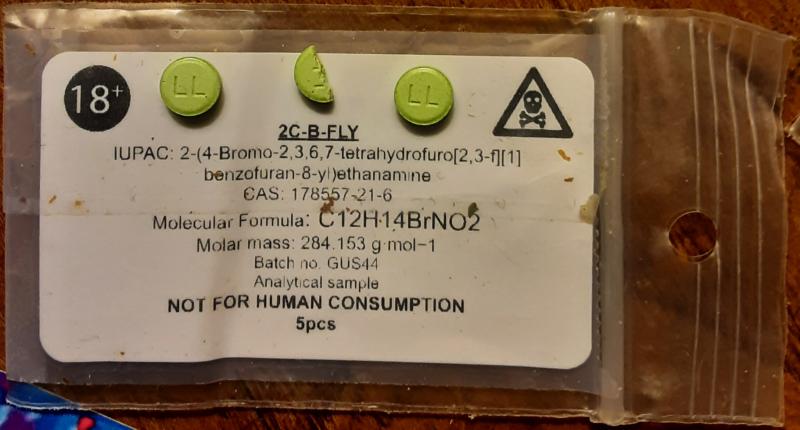 18+
LL
LL
2C-B-FLY
IUPAC: 2-(4-Bromo-2,3,6,7-tetrahydrofuro[2,3-f][1]
benzofuran-8-yl)ethanamine
CAS: 178557-21-6
Molecular Formula: C12H14BrNO2
Molar mass: 284.153 g·mol−1
Batch no. GUS44
Analytical sample
NOT FOR HUMAN CONSUMPTION
5pcs